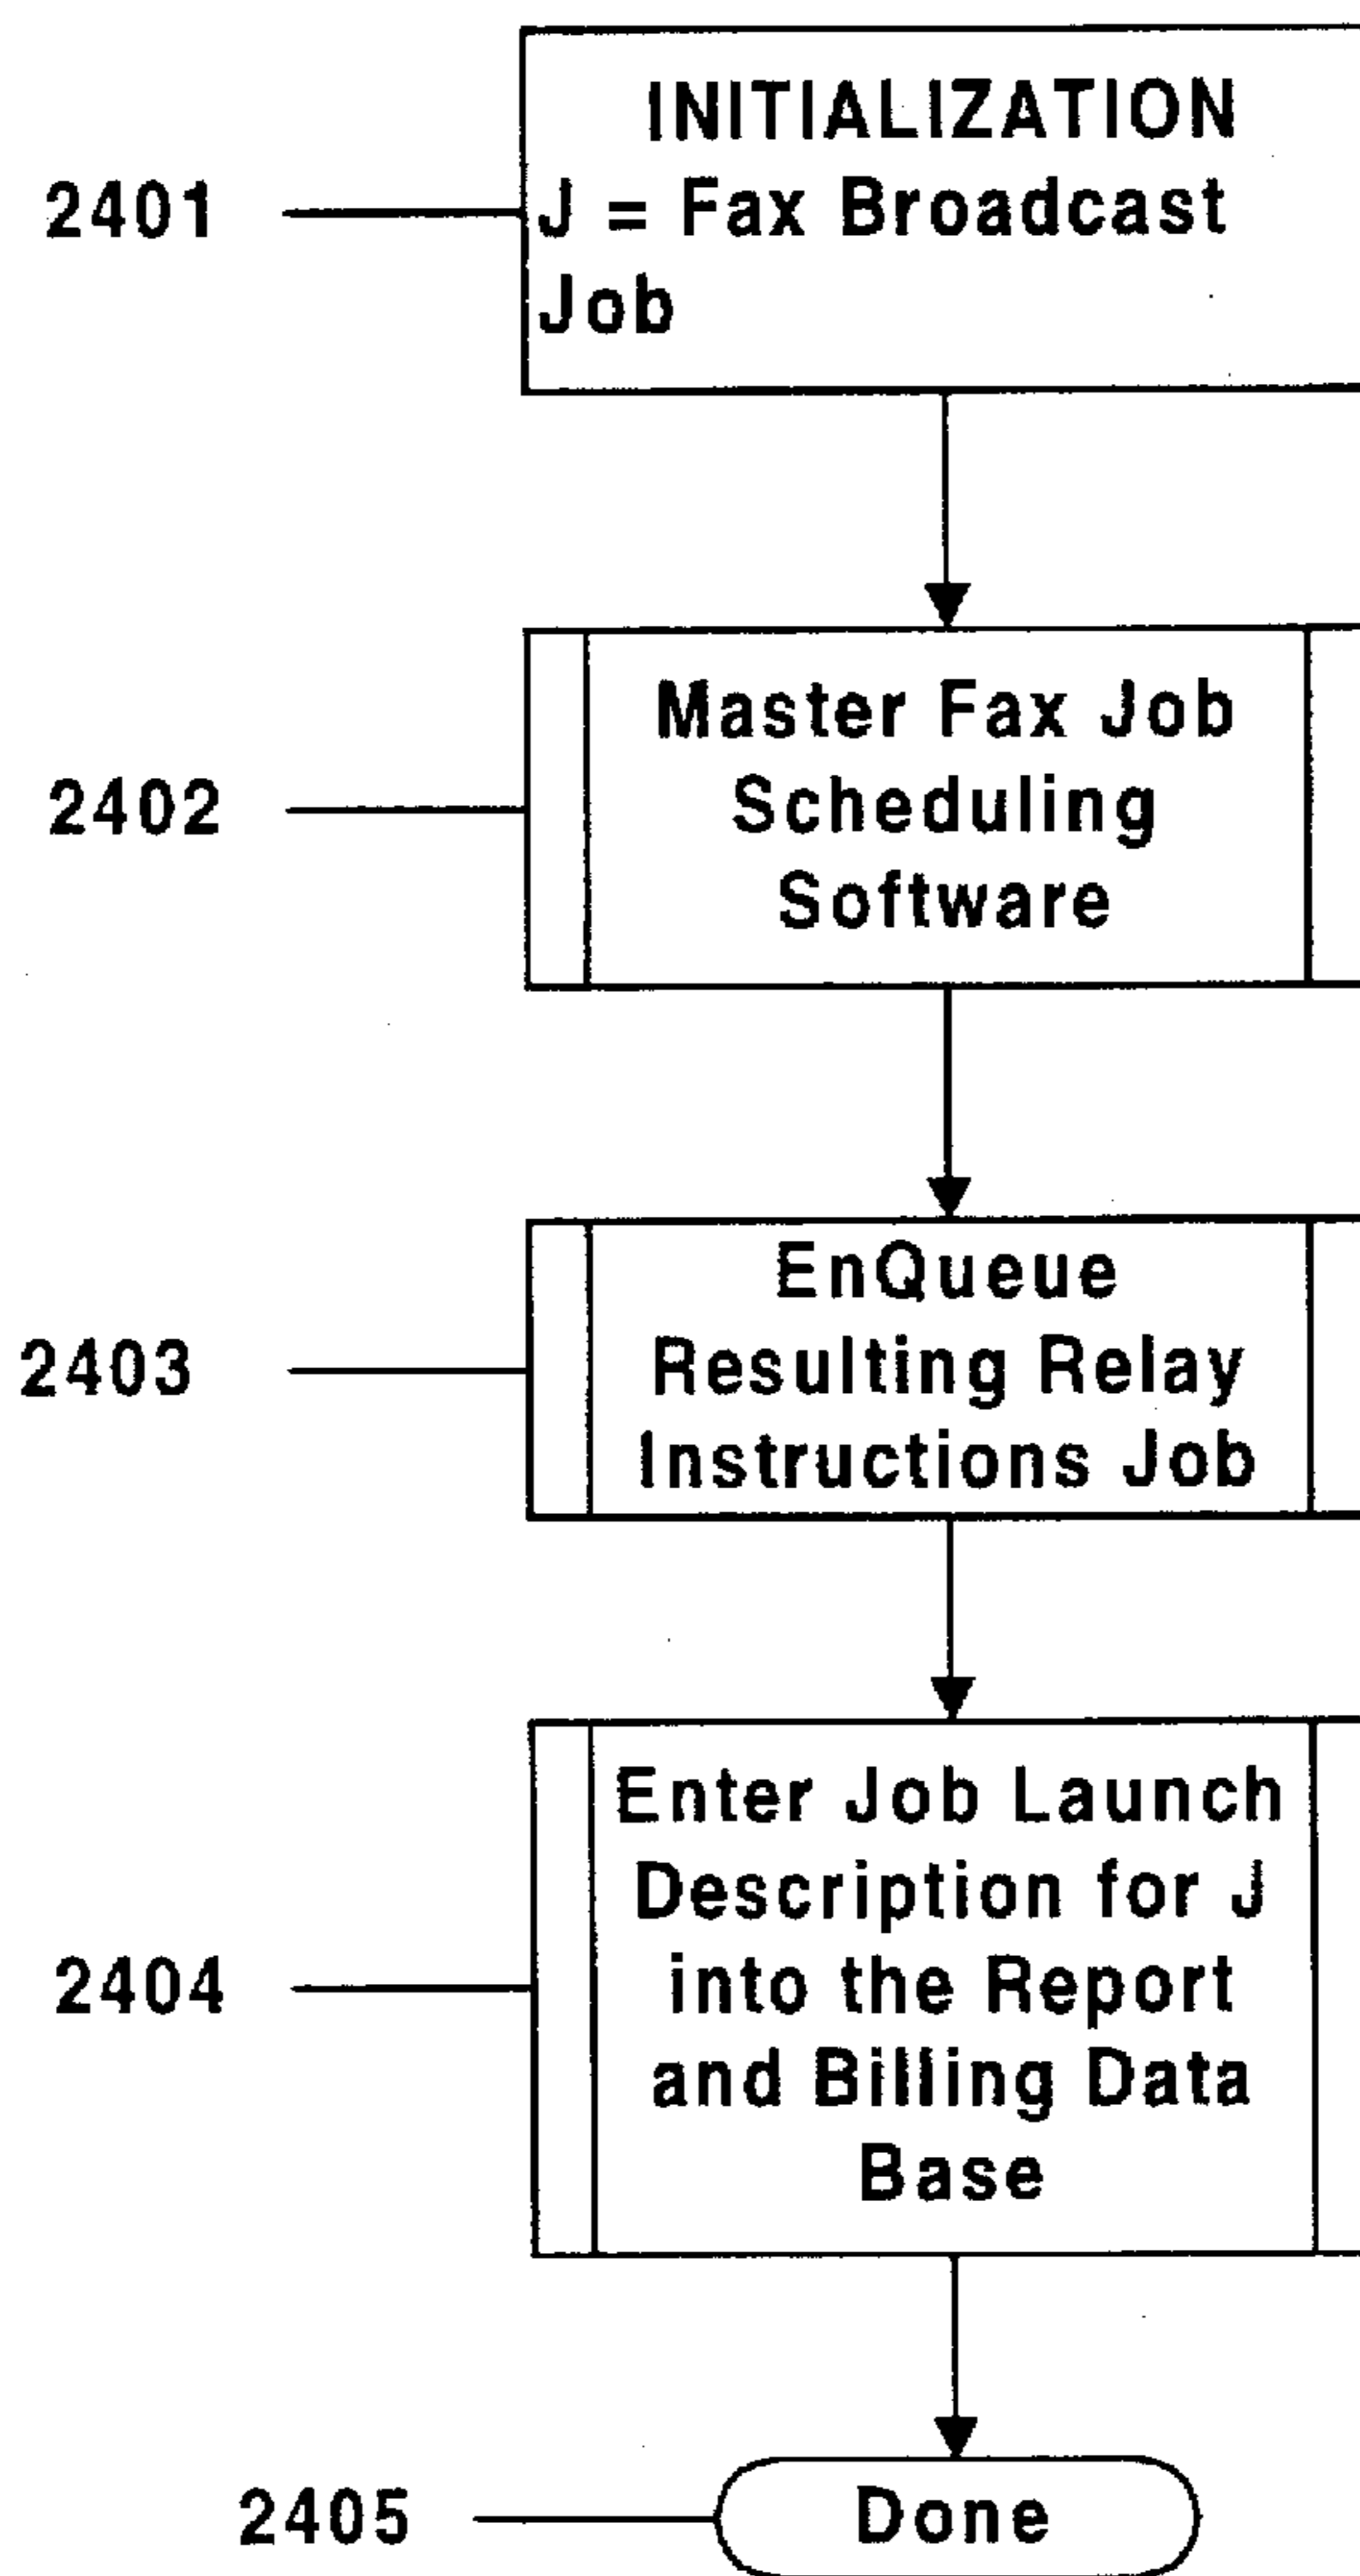 INITIALIZATION
2401
J = Fax Broadcast
Job
Master Fax Job
2402
Scheduling
Software
EnQueue
2403
Resulting Relay
Instructions Job
Enter Job Launch
Description for J
2404
into the Report
and Billing Data
Base
2405
Done